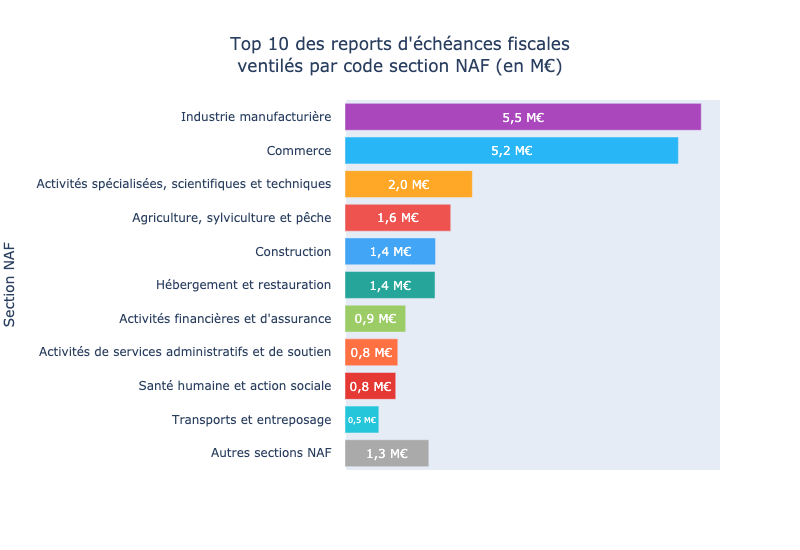 Top 10 des reports d'échéances fiscales
ventilés par code section NAF (en M€)
Section NAF
Industrie manufacturière 5,5 M€
Commerce 5,2 M€
Activités spécialisées, scientifiques et techniques 2,0 M€
Agriculture, sylviculture et pêche 1,6 M€
Construction 1,4 M€
Hébergement et restauration 1,4 M€
Activités financières et d'assurance 0,9 M€
Activités de services administratifs et de soutien 0,8 M€
Santé humaine et action sociale 0,8 M€
Transports et entreposage 0,5 M€
Autres sections NAF 1,3 M€